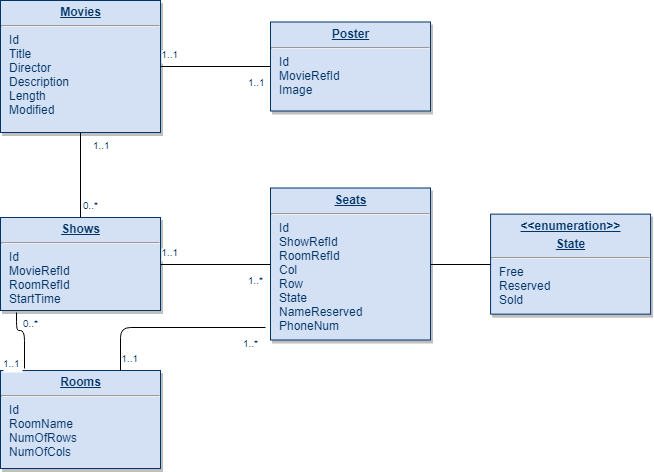 Movies
Id
Title
Director
Description
Length
Modified
1..1
1..1
Poster
Id
MovieRefId
Image
1..1
0..*
Shows
Id
MovieRefId
RoomRefId
StartTime
1..1
1..*
Seats
Id
ShowRefId
RoomRefId
Col
Row
State
NameReserved
PhoneNum
<<enumeration>>
State
Free
Reserved
Sold
0..*
1..1
1..1
1..*
Rooms
Id
RoomName
NumOfRows
NumOfCols